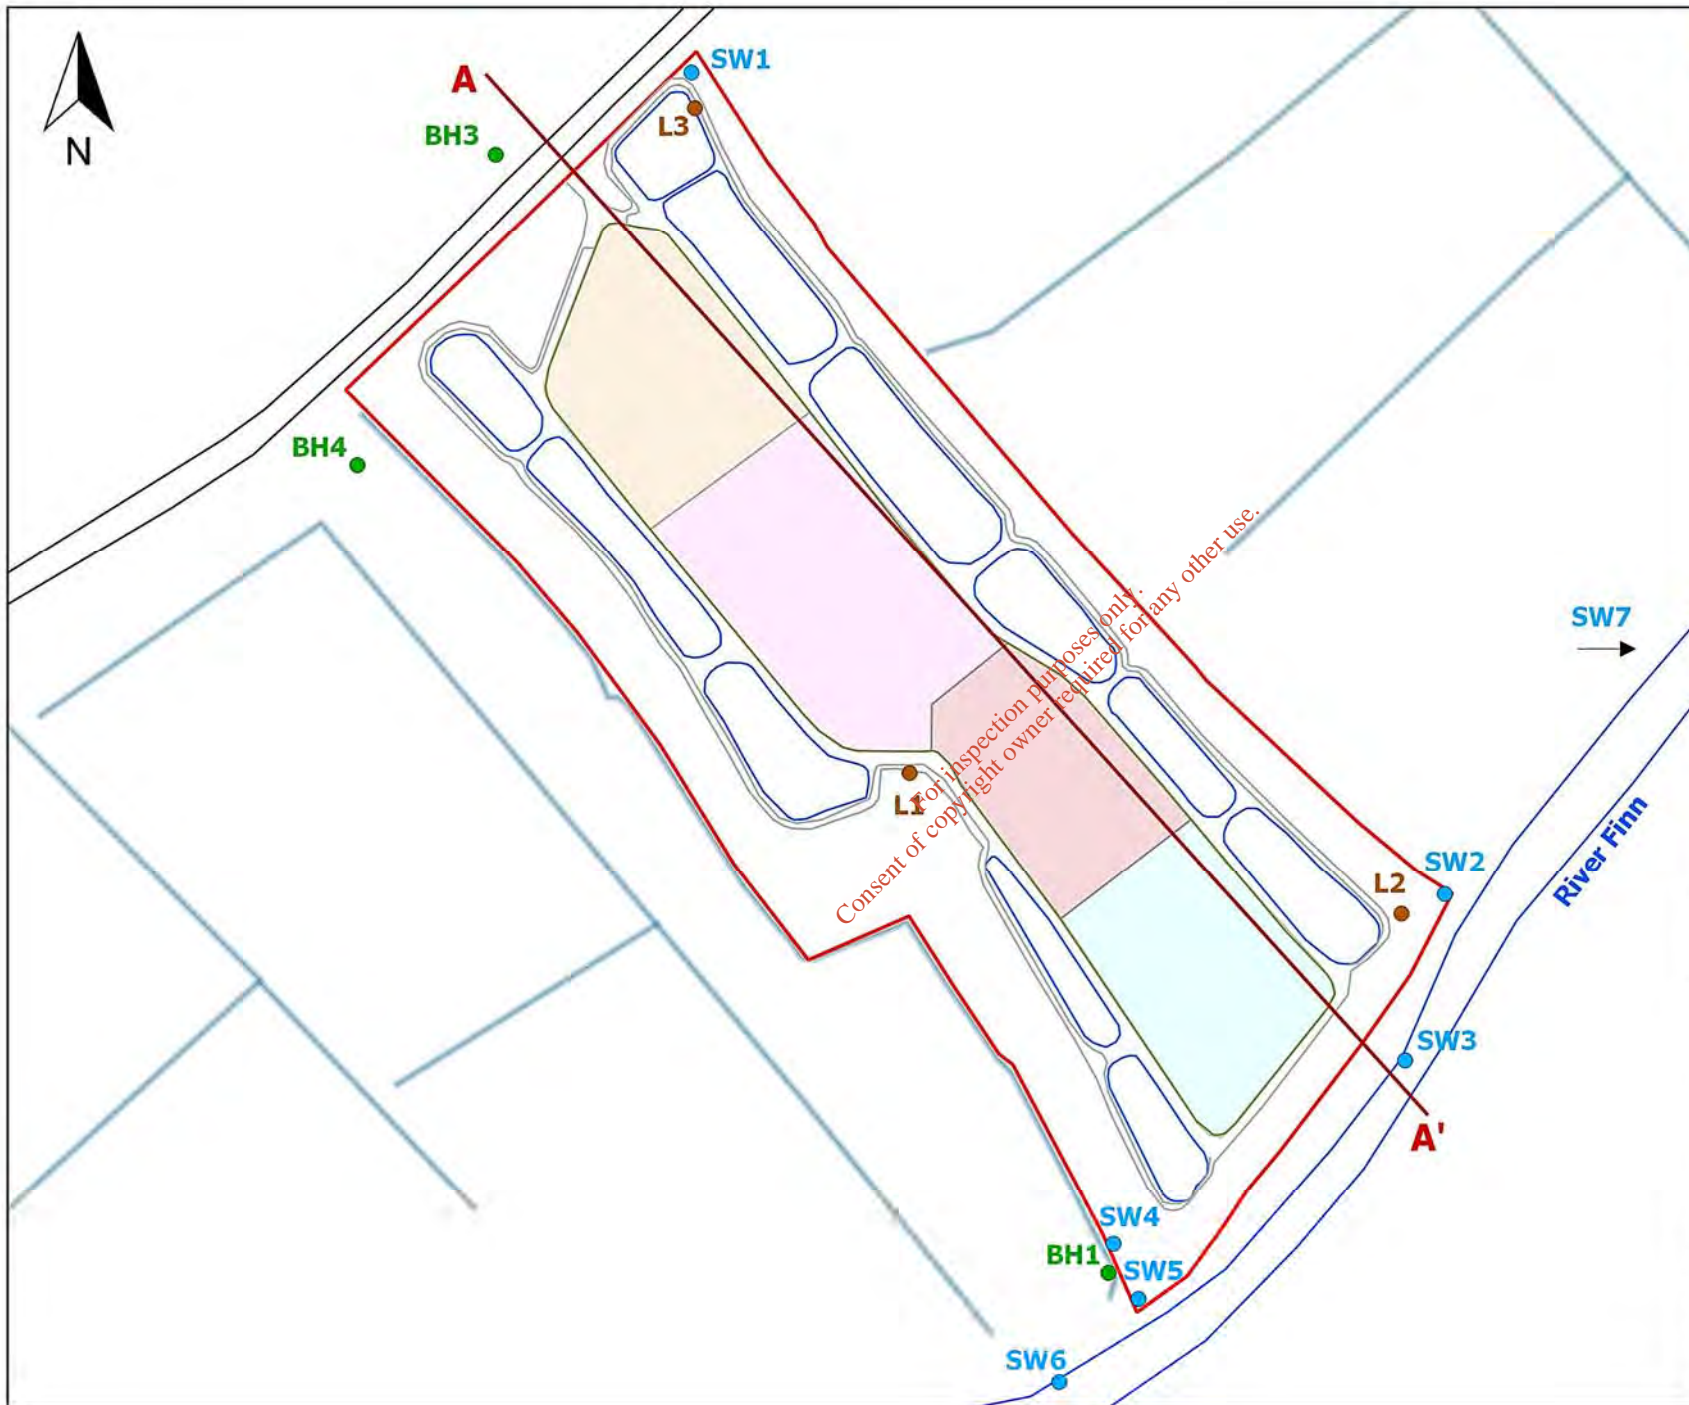 SW1
A
L3
BH3
N
BH4
SW7
For inspection purposes only.
Consent of copyright owner required for any other use.
L1
River Finn
SW2
L2
SW3
A'
SW4
BH1
SW5
SW6